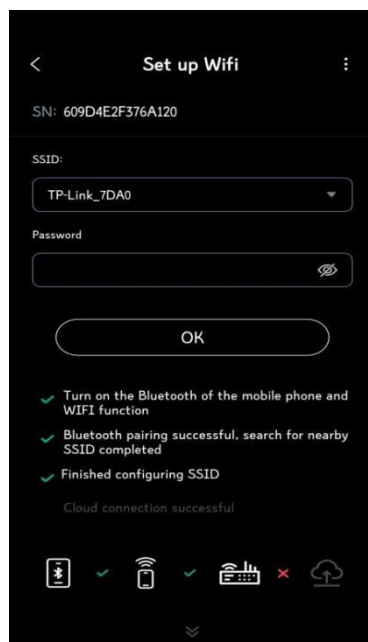 Set up Wifi
SN: 609D4E2F376A120
SSID:
TP-Link_7DA0
Password
OK
Turn on the Bluetooth of the mobile phone and
WIFI function
Bluetooth pairing successful, search for nearby
SSID completed
Finished configuring SSID
Cloud connection successful